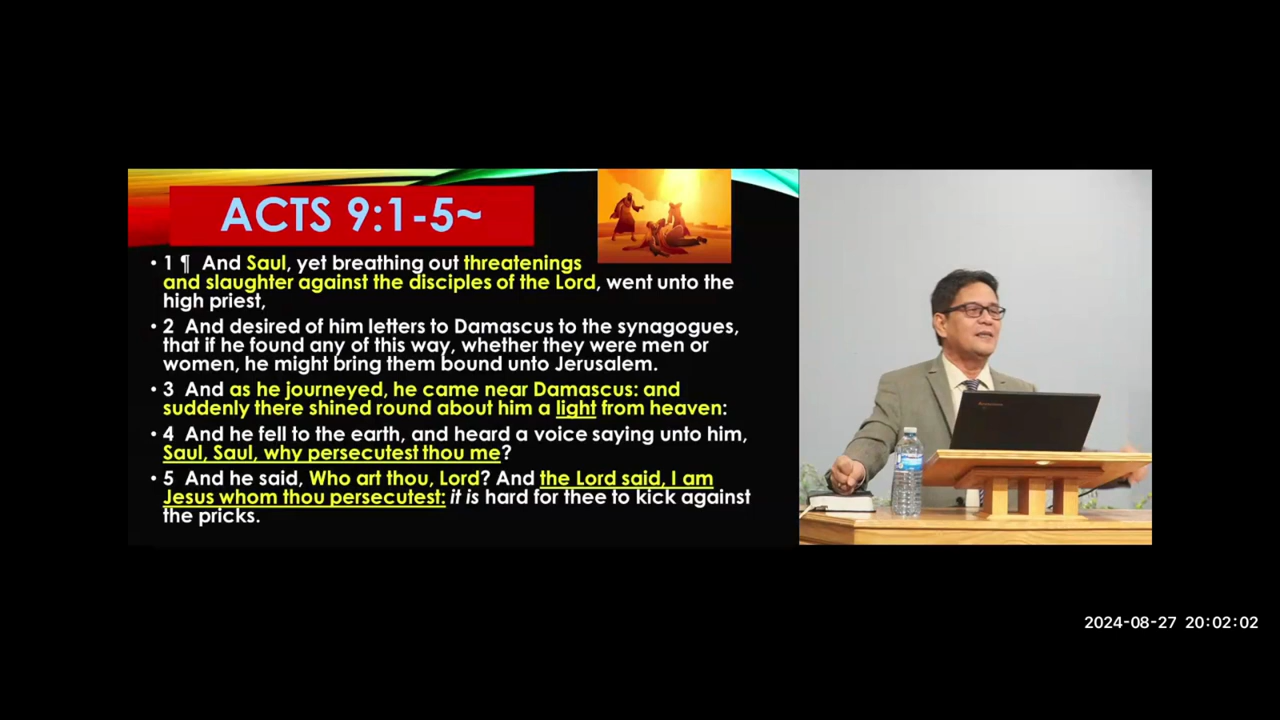 ACTS 9:1-5~
• 1 ¶ And Saul, yet breathing out threatenings
and slaughter against the disciples of the Lord, went unto the
high priest,
• 2 And desired of him letters to Damascus to the synagogues,
that if he found any of this way, whether they were men or
women, he might bring them bound unto Jerusalem.
• 3 And as he journeyed, he came near Damascus: and
suddenly there shined round about him a light from heaven:
• 4 And he fell to the earth, and heard a voice saying unto him,
Saul, Saul, why persecutest thou me?
• 5 And he said, Who art thou, Lord? And the Lord said, I am
Jesus whom thou persecutest: it is hard for thee to kick against
the pricks.
2024-08-27 20:02:02